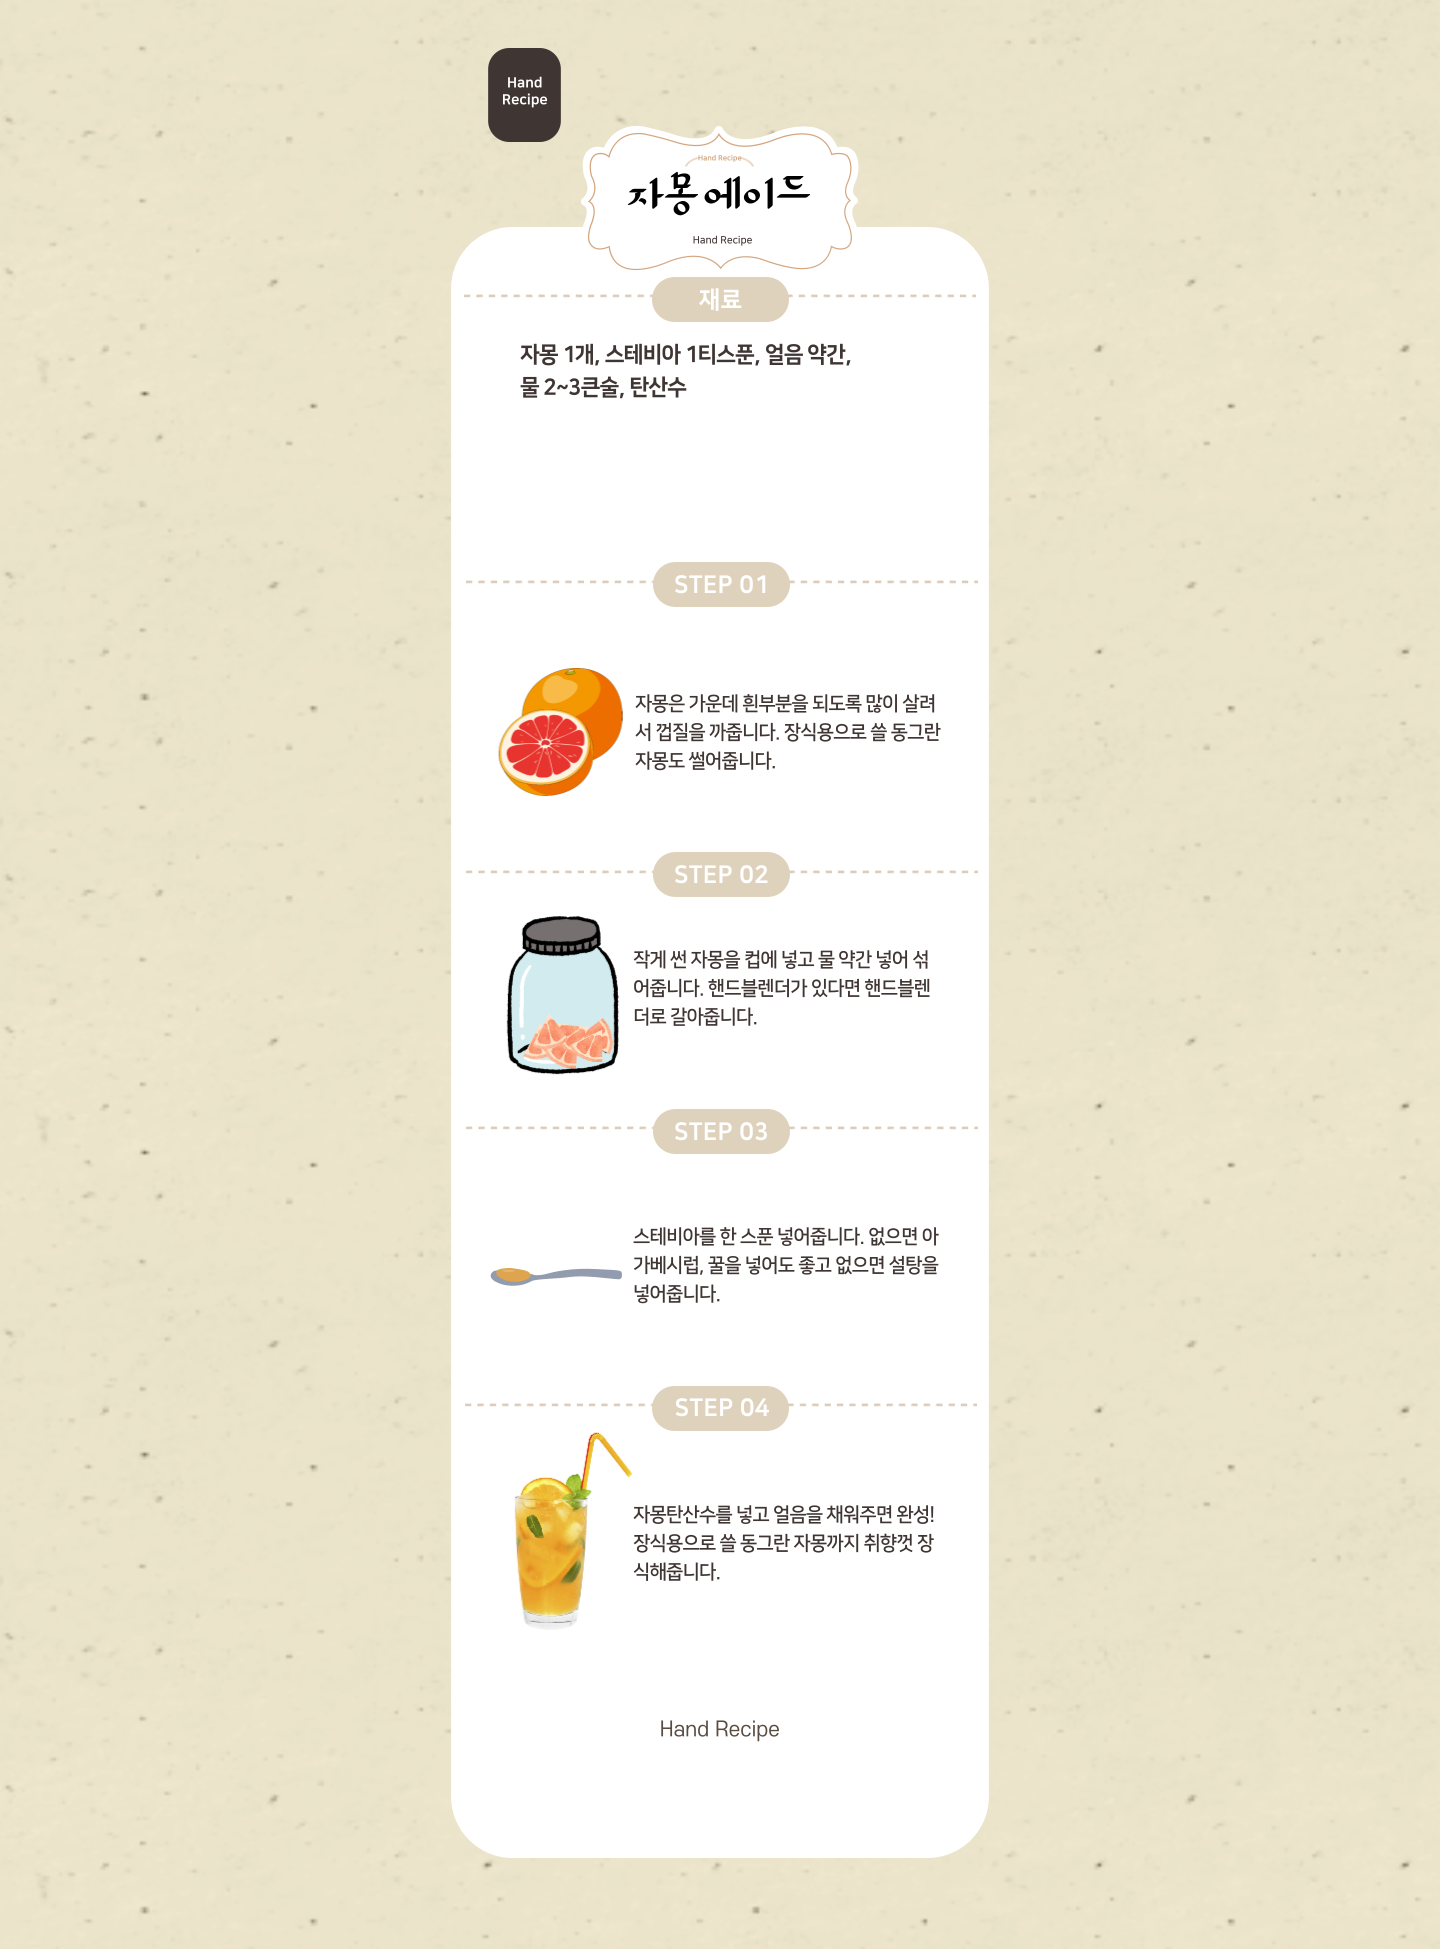 Hand
Recipe
Hand Recipe
자몽 에이드
Hand Recipe
재료
자몽 1개, 스테비아 1티스푼, 얼음 약간,
물 2~3큰술, 탄산수
STEP 01
자몽은 가운데 흰부분을 되도록 많이 살려
서 껍질을 까줍니다. 장식용으로 쓸 동그란
자몽도 썰어줍니다.
STEP 02
작게 썬 자몽을 컵에 넣고 물 약간 넣어 섞
어줍니다. 핸드블렌더가 있다면 핸드블렌
더로 갈아줍니다.
STEP 03
스테비아를 한 스푼 넣어줍니다. 없으면 아
가베시럽, 꿀을 넣어도 좋고 없으면 설탕을
넣어줍니다.
STEP 04
자몽탄산수를 넣고 얼음을 채워주면 완성!
장식용으로 쓸 동그란 자몽까지 취향껏 장
식해줍니다.
Hand Recipe